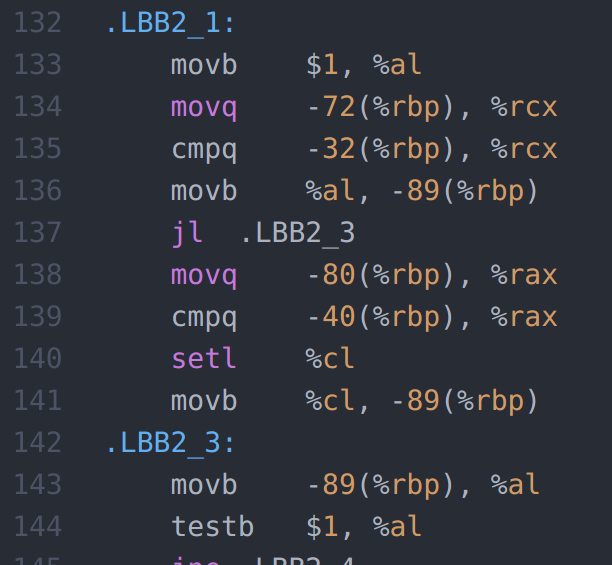 132 .LBB2_1:
133 movb $1, %al
134 movq -72(%rbp), %rcx
135 cmpq -32(%rbp), %rcx
136 movb %al, -89(%rbp)
137 jl .LBB2_3
138 movq -80(%rbp), %rax
139 cmpq -40(%rbp), %rax
140 setl %cl
141 movb %cl, -89(%rbp)
142 .LBB2_3:
143 movb -89(%rbp), %al
144 testb $1, %al